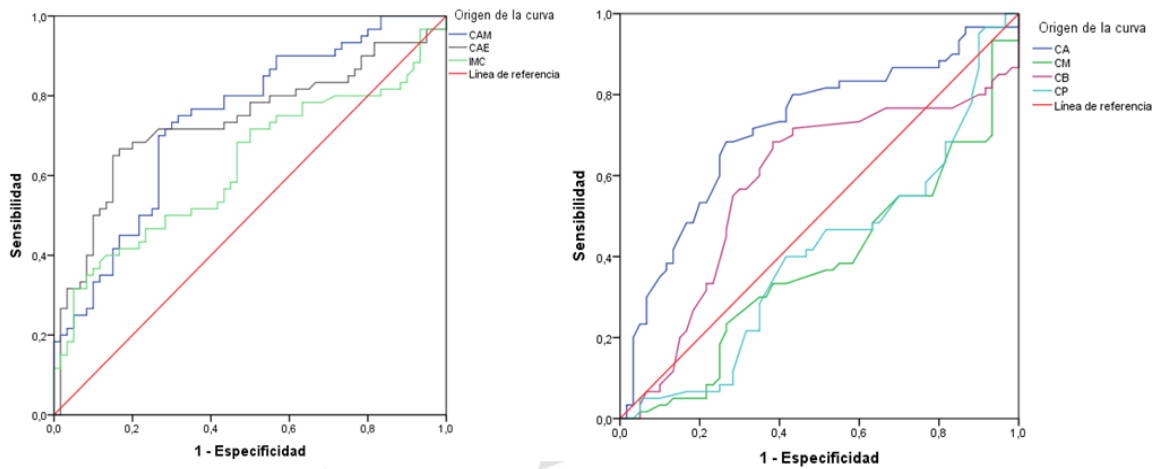 Origen de la curva
CAM
CAE
IMC
Línea de referencia
1,0
0,8
0,6
0,4
0,2
0,0
Sensibilidad
0,0 0,2 0,4 0,6 0,8 1,0
1 - Especificidad
Origen de la curva
CA
CM
CB
CP
Línea de referencia
1,0
0,8
0,6
0,4
0,2
0,0
Sensibilidad
0,0 0,2 0,4 0,6 0,8 1,0
1 - Especificidad